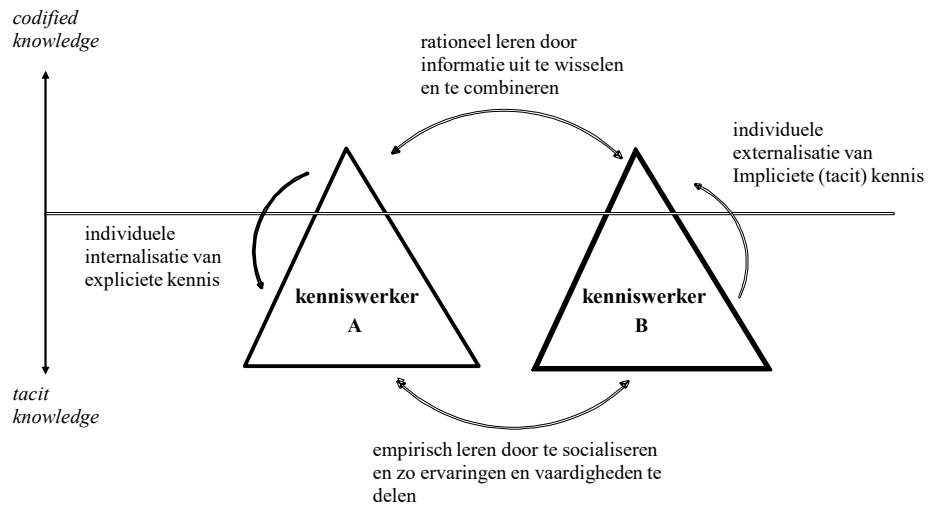 codified
knowledge
rationeel leren door
informatie uit te wisselen
en te combineren
individuele
externalisatie van
Impliciete (tacit) kennis
individuele
internalisatie van
expliciete kennis
kenniswerker
A
kenniswerker
B
tacit
knowledge
empirisch leren door te socialiseren
en zo ervaringen en vaardigheden te
delen